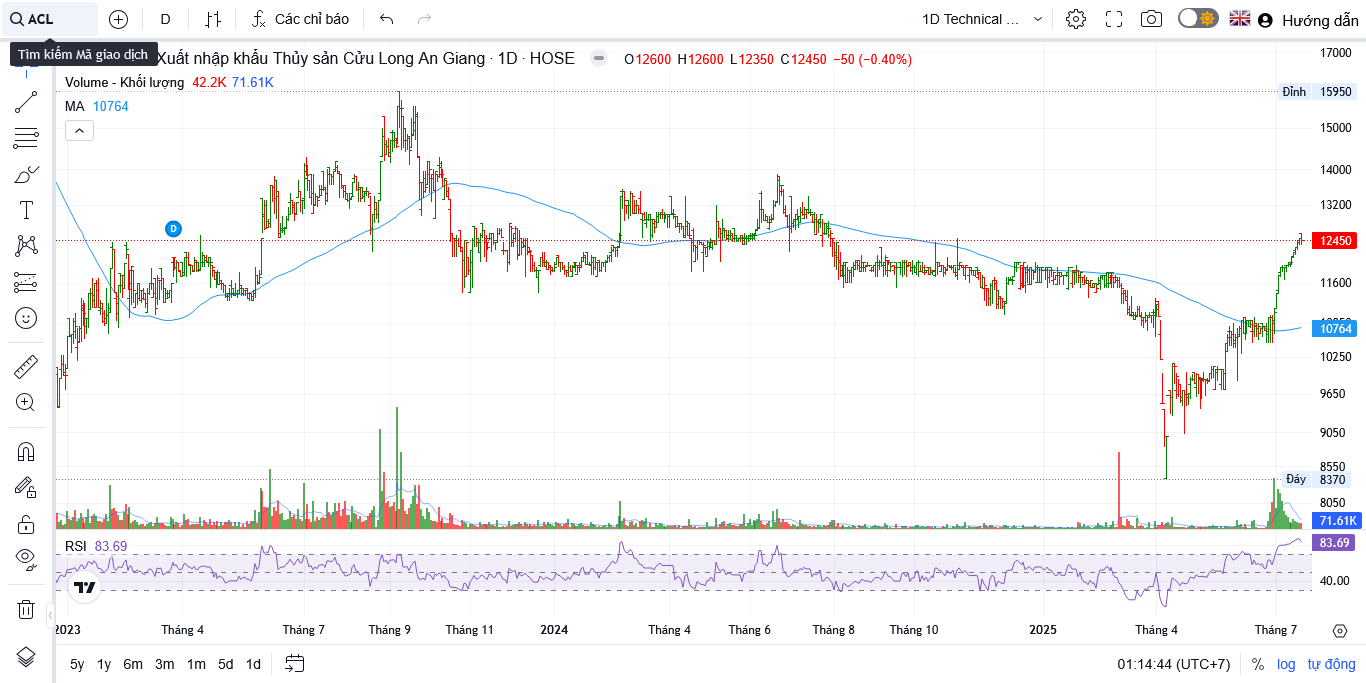 ACL
D
Các chỉ báo
1D Technical ...
Hướng dẫn
Tìm kiếm Mã giao dịch
Xuất nhập khẩu Thủy sản Cửu Long An Giang · 1D · HOSE
O12600 H12600 L12350 C12450 −50 (−0.40%)
Volume - Khối lượng 42.2K 71.61K
MA 10764
D
17000
Đỉnh 15950
15000
14000
13200
12450
11600
10764
10250
9650
9050
8550
Đáy 8370
8050
71.61K
RSI 83.69
83.69
40.00
2023
Tháng 4
Tháng 7
Tháng 9
Tháng 11
2024
Tháng 4
Tháng 6
Tháng 8
Tháng 10
2025
Tháng 4
Tháng 7
5y 1y 6m 3m 1m 5d 1d
01:14:44 (UTC+7)
% log tự động